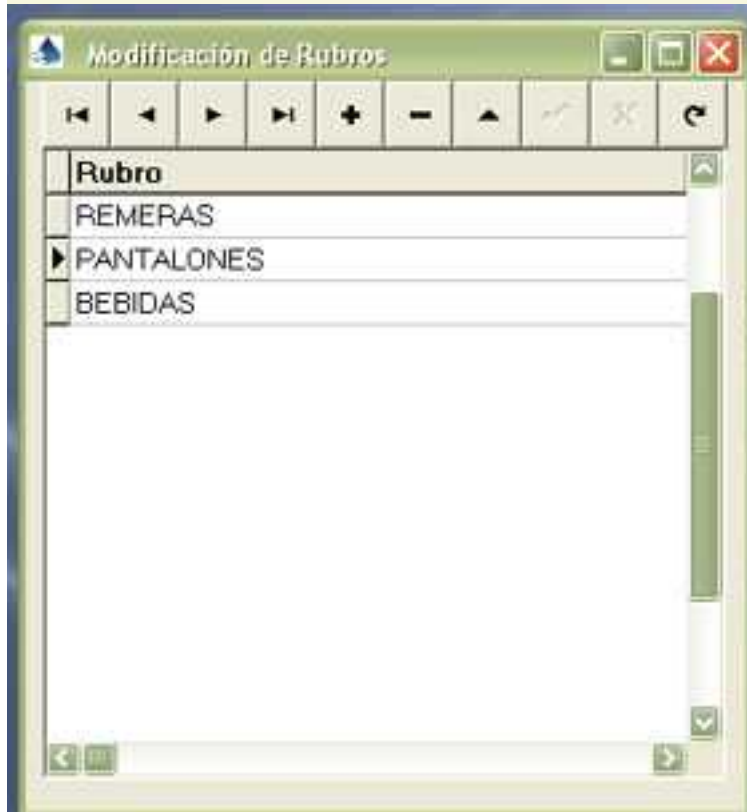 Modificación de Rubros
Rubro
REMERAS
PANTALONES
BEBIDAS